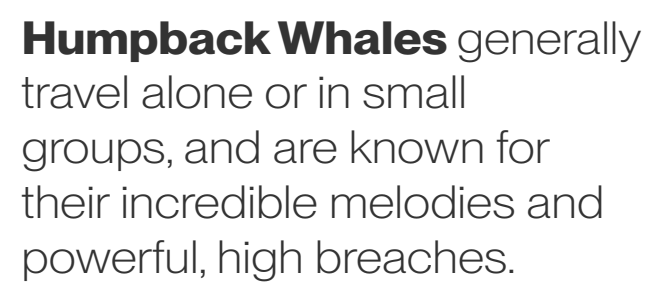 Humpback Whales generally
travel alone or in small
groups, and are known for
their incredible melodies and
powerful, high breaches.